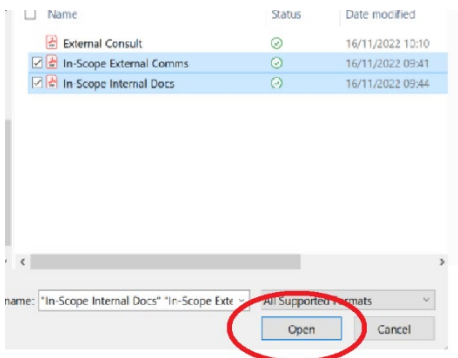 Name Status Date modified
External Consult 16/11/2022 10:10
In-Scope External Comms 16/11/2022 09:41
In-Scope Internal Docs 16/11/2022 09:44
name: "In-Scope Internal Docs" "In-Scope Exte All Supported Formats
Open Cancel